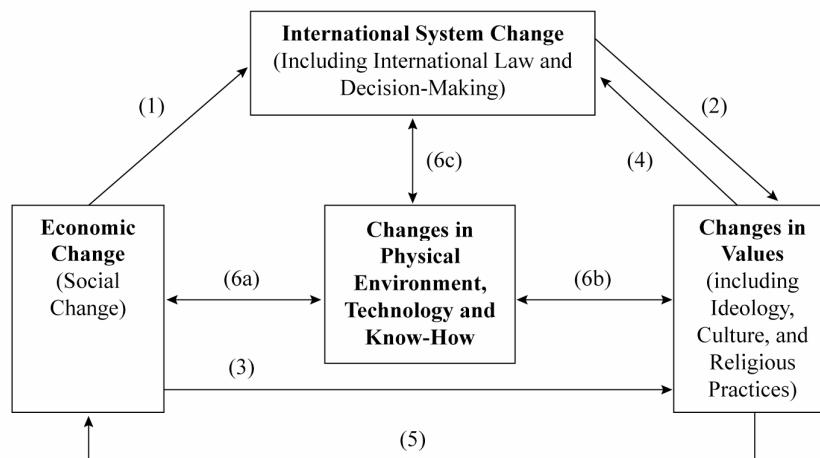 International System Change
(Including International Law and
Decision-Making)
(1)
(2)
(4)
(6c)
Economic
Change
(Social
Change)
(6a)
Changes in
Physical
Environment,
Technology and
Know-How
(6b)
Changes in
Values
(including
Ideology,
Culture, and
Religious
Practices)
(3)
(5)